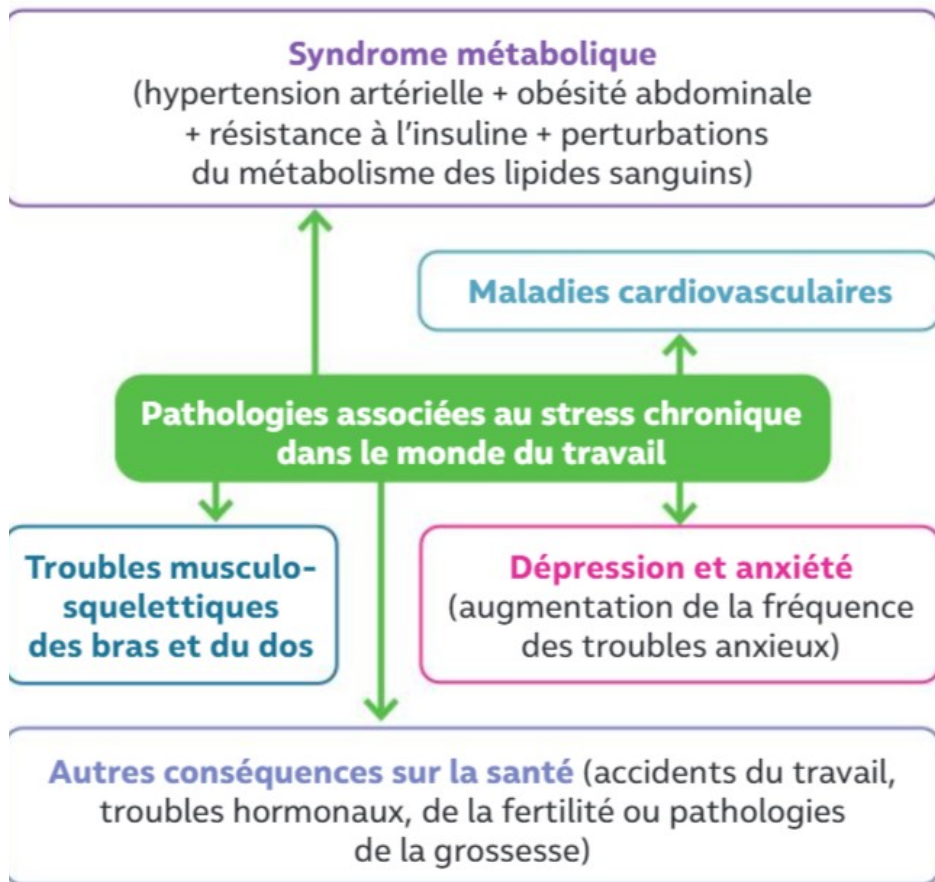 Syndrome métabolique
(hypertension artérielle + obésité abdominale
+ résistance à l'insuline + perturbations
du métabolisme des lipides sanguins)
Maladies cardiovasculaires
Pathologies associées au stress chronique
dans le monde du travail
Troubles musculo-
squelettiques
des bras et du dos
Dépression et anxiété
(augmentation de la fréquence
des troubles anxieux)
Autres conséquences sur la santé (accidents du travail,
troubles hormonaux, de la fertilité ou pathologies
de la grossesse)